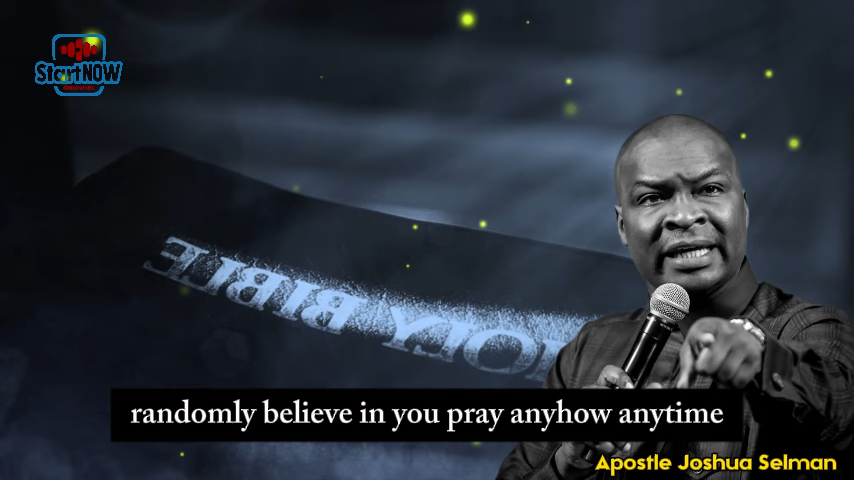 StartNOW
HOLY BIBLE
randomly believe in you pray anyhow anytime
Apostle Joshua Selman